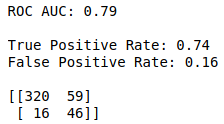 ROC AUC: 0.79
True Positive Rate: 0.74
False Positive Rate: 0.16
[[320  59]
 [ 16  46]]